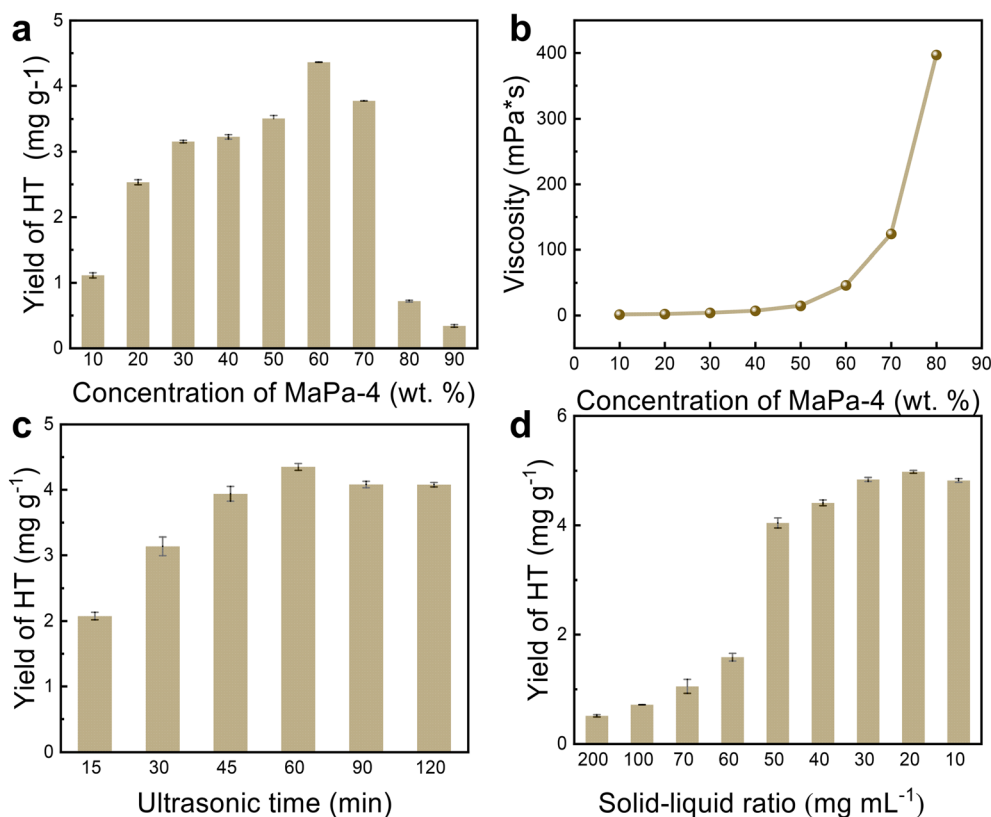 a
Yield of HT (mg g-1)
5
4
3
2
1
0
10 20 30 40 50 60 70 80 90
Concentration of MaPa-4 (wt. %)
b
Viscosity (mPa*s)
400
300
200
100
0
0 10 20 30 40 50 60 70 80 90
Concentration of MaPa-4 (wt. %)
c
Yield of HT (mg g⁻¹)
5
4
3
2
1
0
15 30 45 60 90 120
Ultrasonic time (min)
d
Yield of HT (mg g⁻¹)
6
4
2
0
200 100 70 60 50 40 30 20 10
Solid-liquid ratio (mg mL⁻¹)